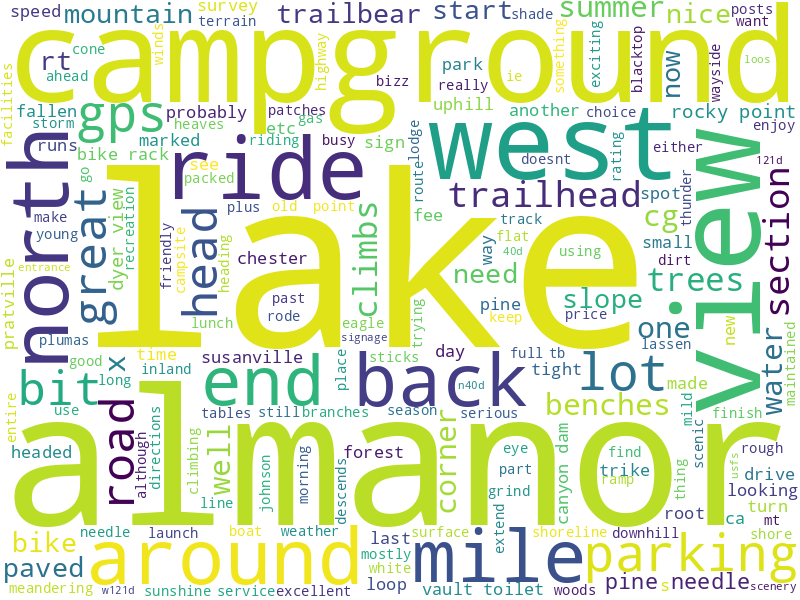 speed mountain survey terrain trailbear start shade summer nice posts want
campground
cone ahead winds rt highway park bizz really ie something exciting now blacktop wayside loos
facilities fallen gps probably patches uphill another choice rocky point
storm marked heaves etc gas busy sign lodge doesnt either enjoy
north runs bike rack riding ride west rating spot thunder 121d
go see packed trailhead route cg view section
make great dyer view recreation friendly head plus old point climbs fee track way small dirt
young campsite heading chester flat 40d using trees
pratville entrance lake past rode need pine keep slope price one new water
plumas time lunch eagle trying lassen
good x inland susanville signage day full tb
long sticks place tight made maintained
bit end back n40d lot mild
entire use tables still branches season serious benches finish scenic
almanor
headed road although directions climbing well line johnson morning forest descends corner eye part grind canyon dam find trike ramp thing usfs rough drive looking
root turn
ca mt
needle launch boat weather surface extend shoreline downhill shore
bike around last mile parking
paved mostly white woods
meandering w121d sunshine service excellent loop vault toilet pine s needle scenery